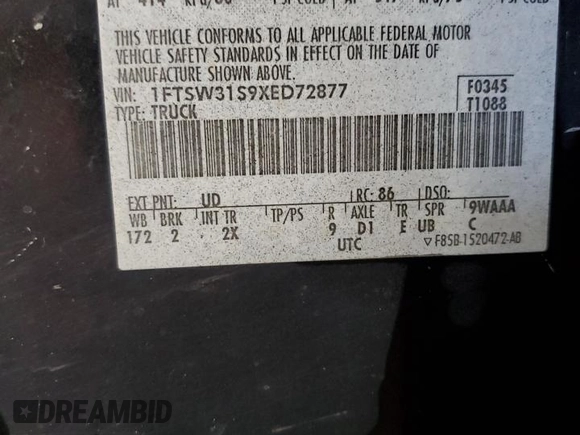 THIS VEHICLE CONFORMS TO ALL APPLICABLE FEDERAL MOTOR
VEHICLE SAFETY STANDARDS IN EFFECT ON THE DATE OF
MANUFACTURE SHOWN ABOVE.
VIN: 1FTSW31S9XED72877
TYPE: TRUCK
F0345
T1088
EXT PNT: UD RC: 86 DSO:
WB BRK INT TR TP/PS R AXLE TR SPR 9WAAA
172 2 2X 9 D1 E UB C
UTC ▽ F85B-1520472-AB
DREAMBID